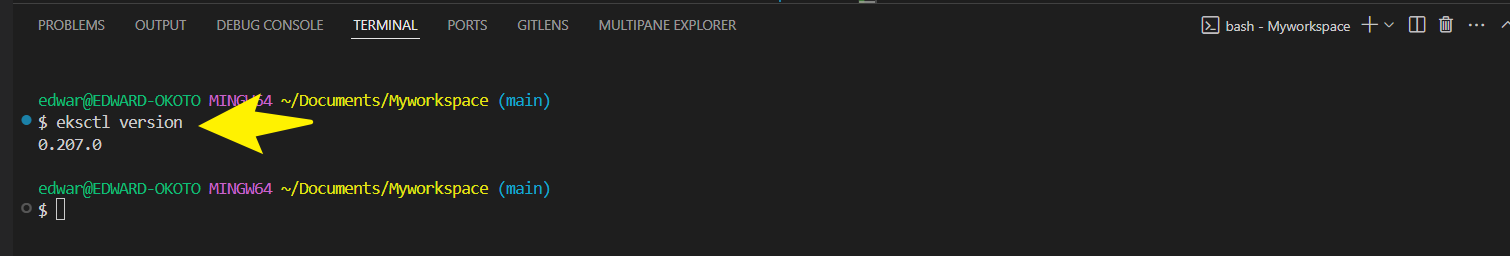 PROBLEMS OUTPUT DEBUG CONSOLE TERMINAL PORTS GITLENS MULTIPANE EXPLORER bash - Myworkspace
edwar@EDWARD-OKOTO MINGW64 ~/Documents/Myworkspace (main)
$ eksctl version
0.207.0
edwar@EDWARD-OKOTO MINGW64 ~/Documents/Myworkspace (main)
$